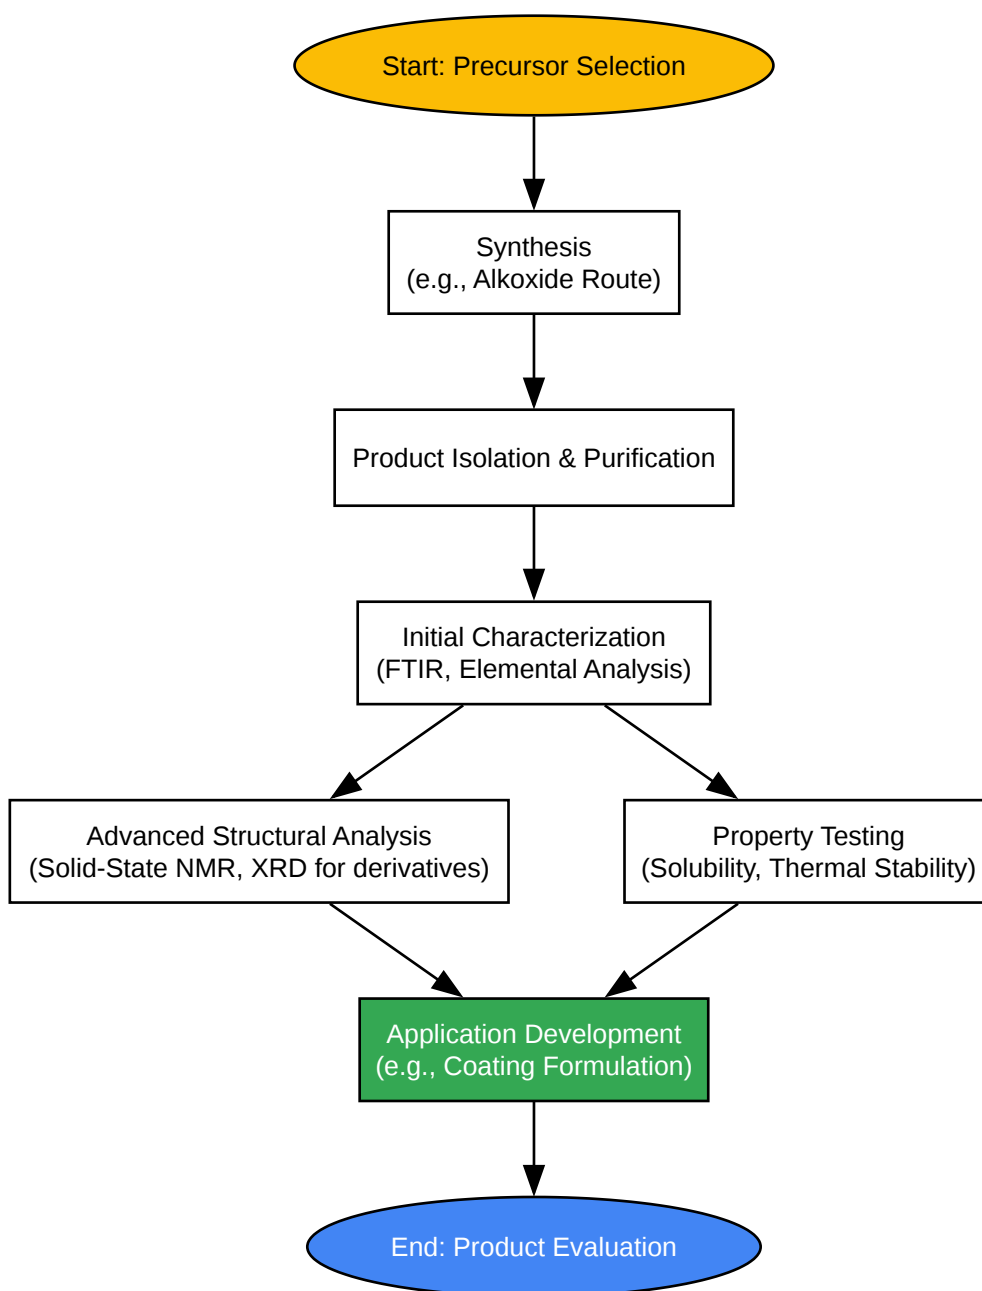 Start: Precursor Selection
Synthesis
(e.g., Alkoxide Route)
Product Isolation & Purification
Initial Characterization
(FTIR, Elemental Analysis)
Advanced Structural Analysis
(Solid-State NMR, XRD for derivatives)
Property Testing
(Solubility, Thermal Stability)
Application Development
(e.g., Coating Formulation)
End: Product Evaluation